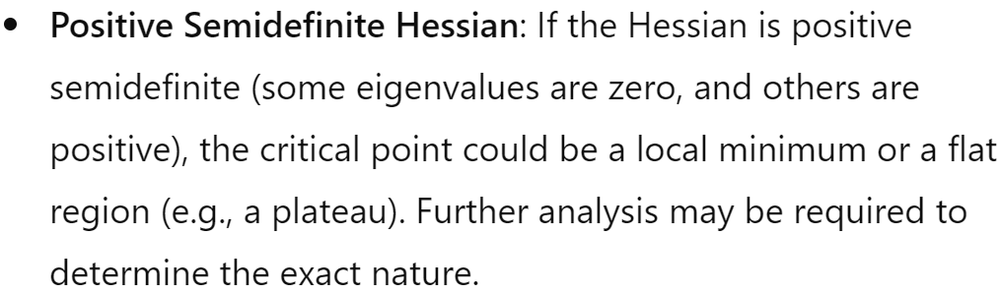 • Positive Semidefinite Hessian: If the Hessian is positive
semidefinite (some eigenvalues are zero, and others are
positive), the critical point could be a local minimum or a flat
region (e.g., a plateau). Further analysis may be required to
determine the exact nature.